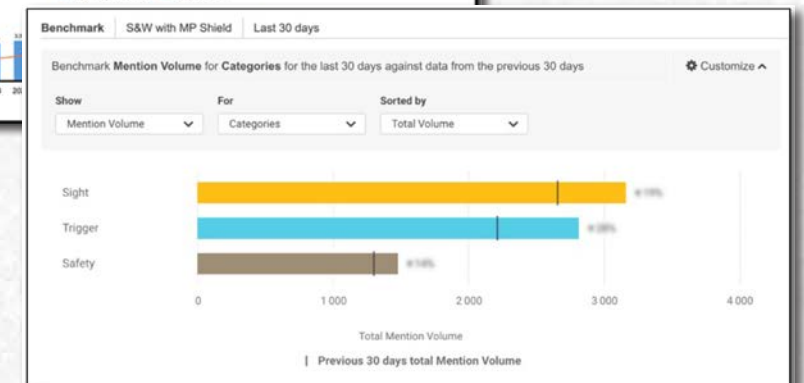 Benchmark S&W with MP Shield Last 30 days
Benchmark Mention Volume for Categories for the last 30 days against data from the previous 30 days Customize
Show For Sorted by
Mention Volume Categories Total Volume
Sight
Trigger
Safety
0 1 000 2 000 3 000 4 000
Total Mention Volume
| Previous 30 days total Mention Volume